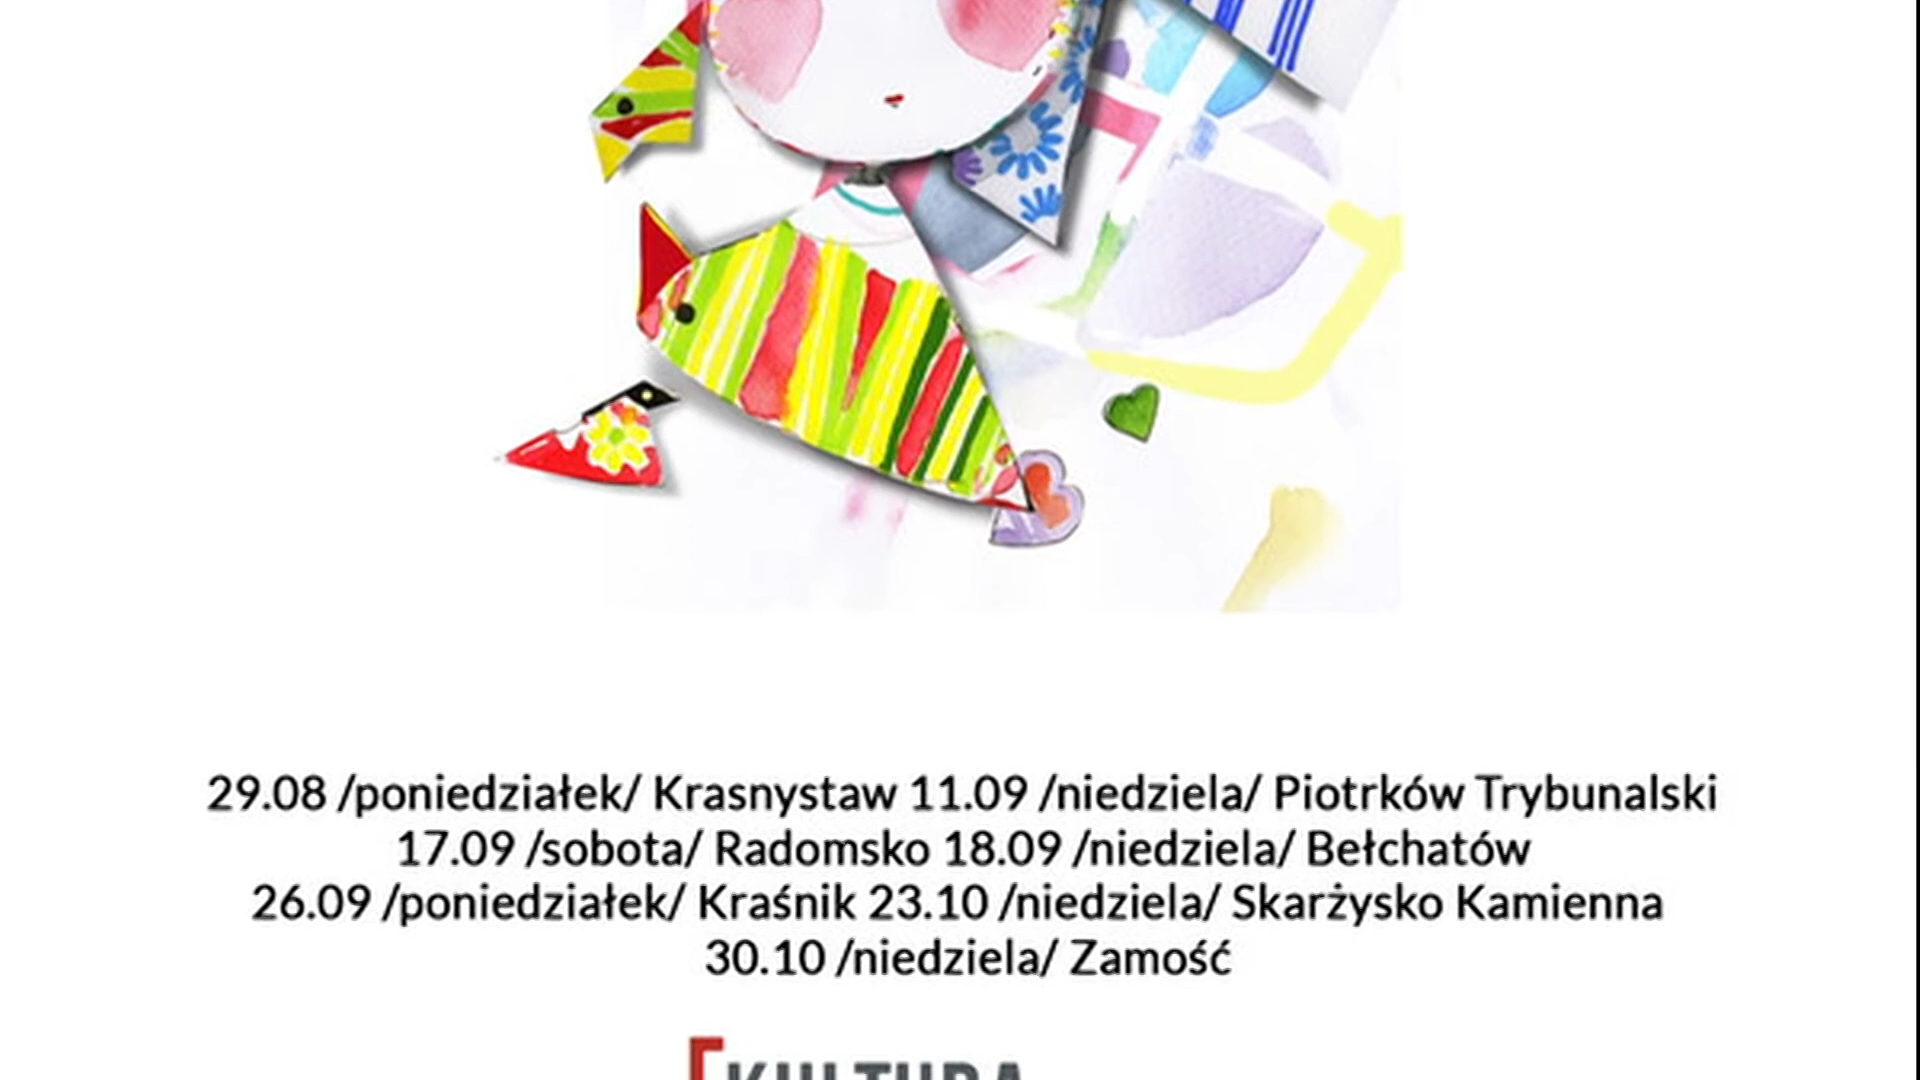 29.08 /poniedziałek/ Krasnystaw 11.09 /niedziela/ Piotrków Trybunalski
17.09 /sobota/ Radomsko 18.09 /niedziela/ Bełchatów
26.09 /poniedziałek/ Kraśnik 23.10 /niedziela/ Skarżysko Kamienna
30.10 /niedziela/ Zamość
KULTURA